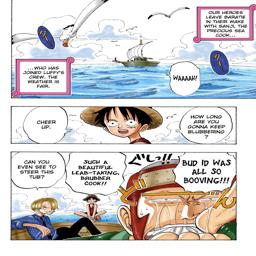 OUR HEROES
LEAVE BARATIE
IN THEIR WAKE
WITH SANJI, THE
PRECIOUS SEA
COOK...
...WHO HAS
JOINED LUFFY'S
CREW. THE
WEATHER IS
FAIR.
WAAAAH!
CHEER
UP.
HOW LONG
ARE YOU
GONNA KEEP
BLUBBERING
?
CAN YOU
EVEN SEE TO
STEER THIS
TUB?
SUCH A
BEAUTIFUL
LEAB-TAKING,
BRUBBER
COOK!!
BUD ID WAS
ALL SO
BOOVING!!!